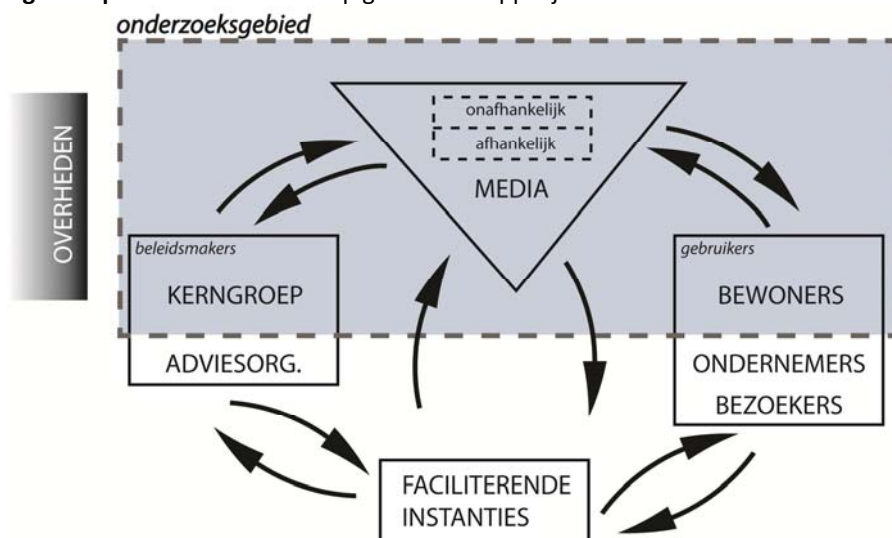 onderzoeksgebied
OVERHEDEN
onafhankelijk
afhankelijk
MEDIA
beleidsmakers
KERNGROEP
ADVIESORG.
gebruikers
BEWONERS
ONDERNEMERS
BEZOEKERS
FACILITERENDE
INSTANTIES